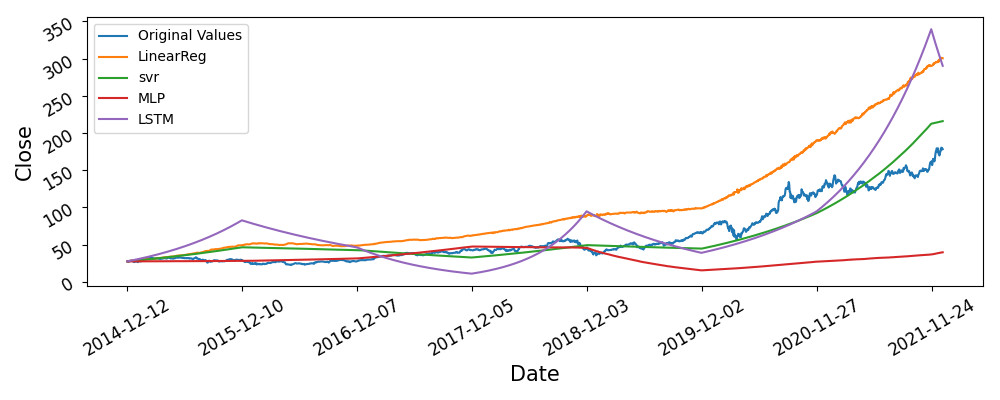 350
300
250
200
150
100
50
0
Close
Original Values
LinearReg
svr
MLP
LSTM
2014-12-12
2015-12-10
2016-12-07
2017-12-05
2018-12-03
2019-12-02
2020-11-27
2021-11-24
Date